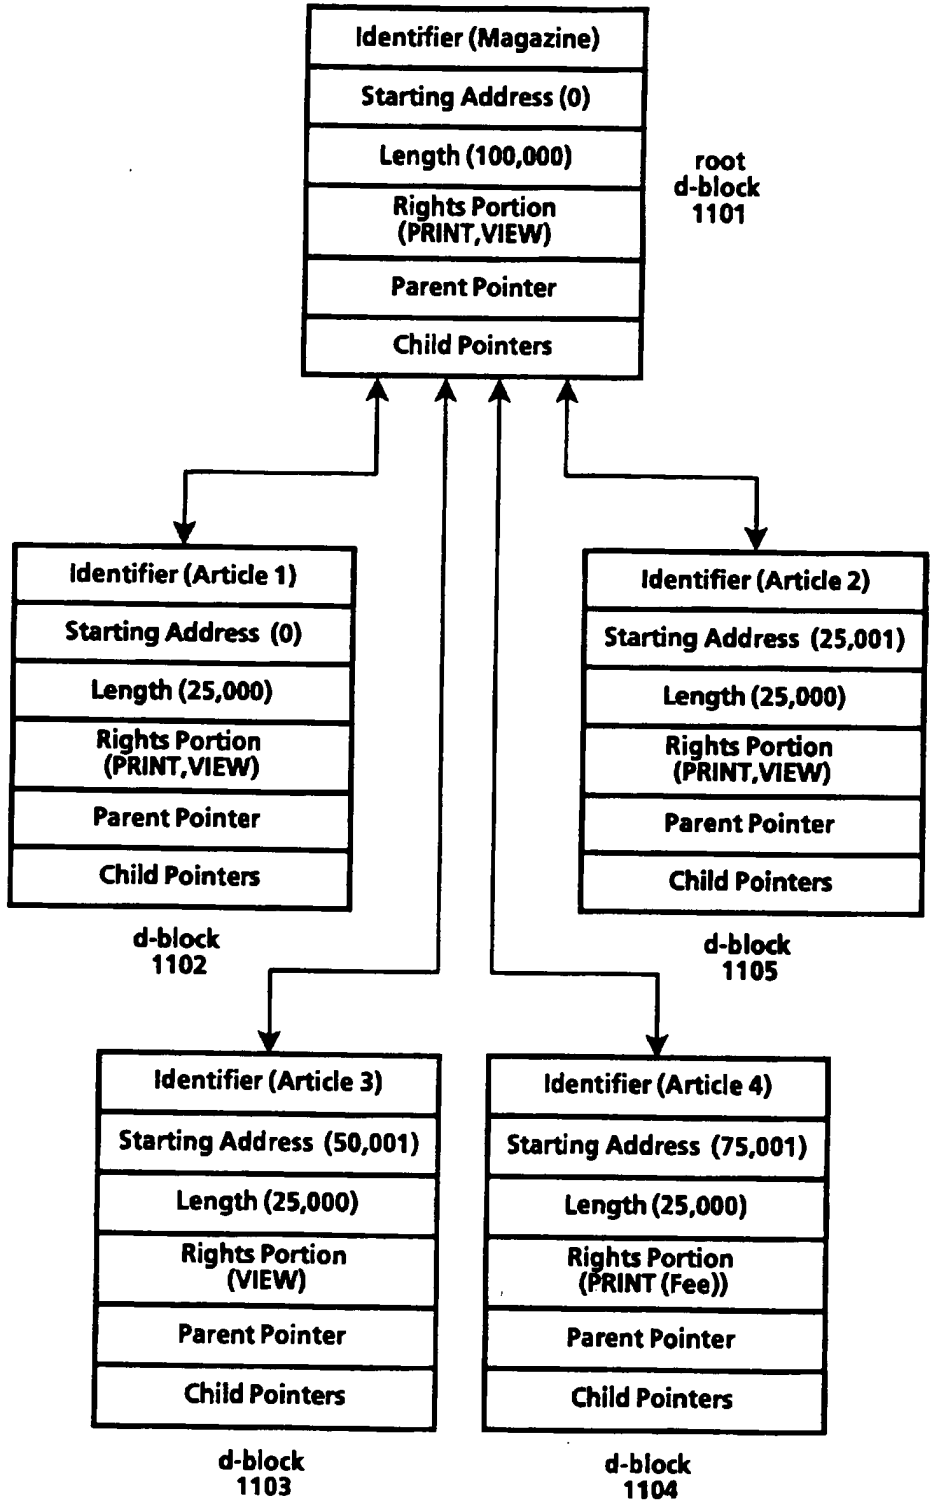 Identifier (Magazine)
Starting Address (0)
Length (100,000)
Rights Portion
(PRINT,VIEW)
Parent Pointer
Child Pointers
root
d-block
1101
Identifier (Article 1)
Starting Address (0)
Length (25,000)
Rights Portion
(PRINT,VIEW)
Parent Pointer
Child Pointers
d-block
1102
Identifier (Article 2)
Starting Address (25,001)
Length (25,000)
Rights Portion
(PRINT,VIEW)
Parent Pointer
Child Pointers
d-block
1105
Identifier (Article 3)
Starting Address (50,001)
Length (25,000)
Rights Portion
(VIEW)
Parent Pointer
Child Pointers
d-block
1103
Identifier (Article 4)
Starting Address (75,001)
Length (25,000)
Rights Portion
(PRINT (Fee))
Parent Pointer
Child Pointers
d-block
1104